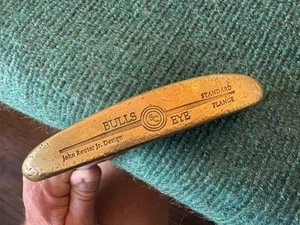 BULLS EYE
STANDARD
FLANGE
John Reuter Jr. Design